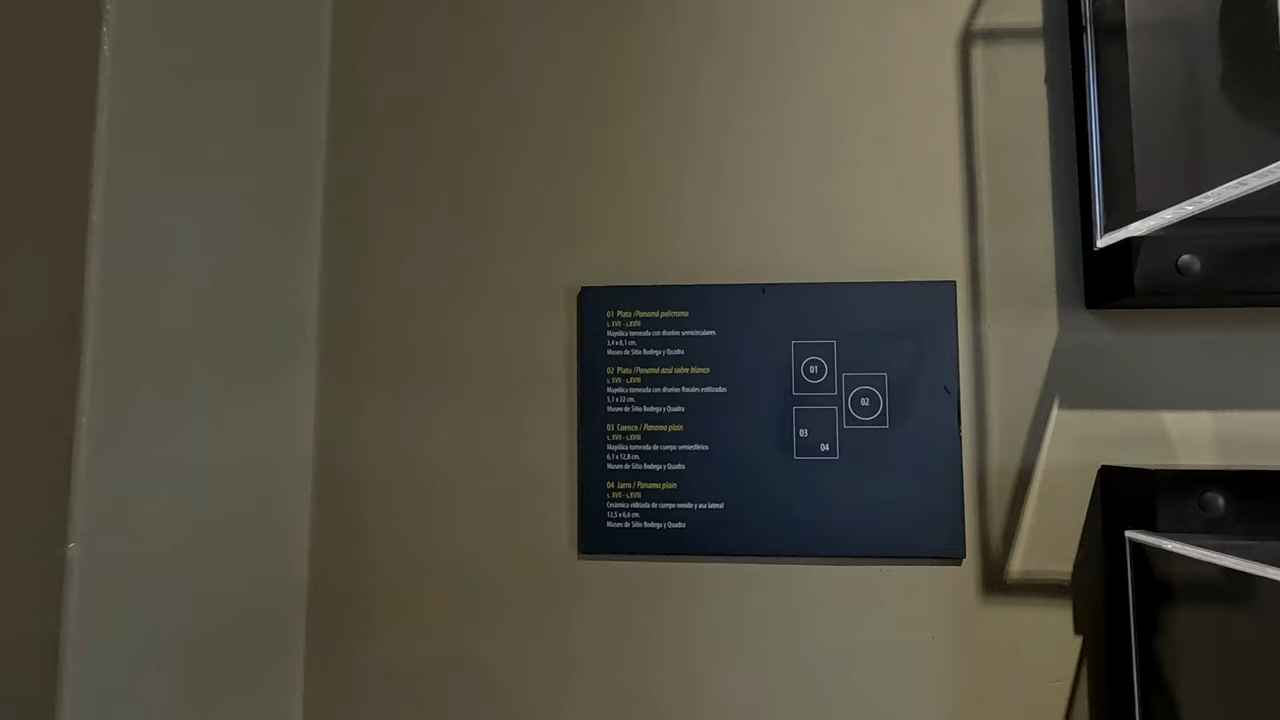 01 Plato /Panamá policromo
s. XVII - s.XVIII
Mayólica torneada con diseños semicirculares
3,4 x 8,1 cm.
Museo de Sitio Bodega y Quadra
02 Plato /Panamá azul sobre blanco
s. XVII - s.XVIII
Mayólica torneada con diseños florales estilizados
5,1 x 22 cm.
Museo de Sitio Bodega y Quadra
03 Cuenco / Panama plain
s. XVII - s.XVIII
Mayólica torneada de cuerpo semiesférico
6,1 x 12,8 cm.
Museo de Sitio Bodega y Quadra
04 Jarro / Panama plain
s. XVII - s.XVIII
Cerámica vidriada de cuerpo ovoide y asa lateral
12,5 x 6,6 cm.
Museo de Sitio Bodega y Quadra
01
02
03
04